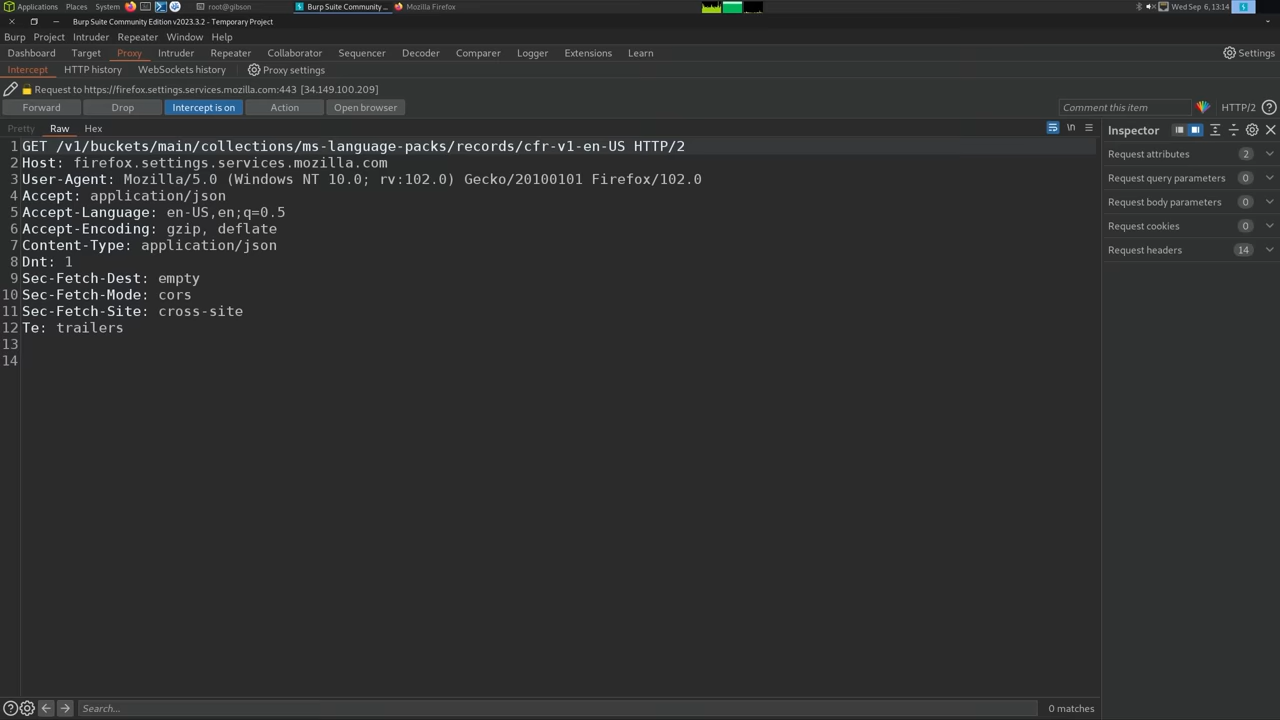 Applications Places System root@gibson Burp Suite Community ... Mozilla Firefox Wed Sep 6, 13:14
Burp Suite Community Edition v2023.3.2 - Temporary Project
Burp Project Intruder Repeater Window Help
Dashboard Target Proxy Intruder Repeater Collaborator Sequencer Decoder Comparer Logger Extensions Learn Settings
Intercept HTTP history WebSockets history Proxy settings
Request to https://firefox.settings.services.mozilla.com:443 [34.149.100.209]
Forward Drop Intercept is on Action Open browser Comment this item HTTP/2
Pretty Raw Hex \n
Inspector
1 GET /v1/buckets/main/collections/ms-language-packs/records/cfr-v1-en-US HTTP/2
2 Host: firefox.settings.services.mozilla.com
3 User-Agent: Mozilla/5.0 (Windows NT 10.0; rv:102.0) Gecko/20100101 Firefox/102.0
4 Accept: application/json
5 Accept-Language: en-US,en;q=0.5
6 Accept-Encoding: gzip, deflate
7 Content-Type: application/json
8 Dnt: 1
9 Sec-Fetch-Dest: empty
10 Sec-Fetch-Mode: cors
11 Sec-Fetch-Site: cross-site
12 Te: trailers
13
14
Request attributes 2
Request query parameters 0
Request body parameters 0
Request cookies 0
Request headers 14
Search... 0 matches